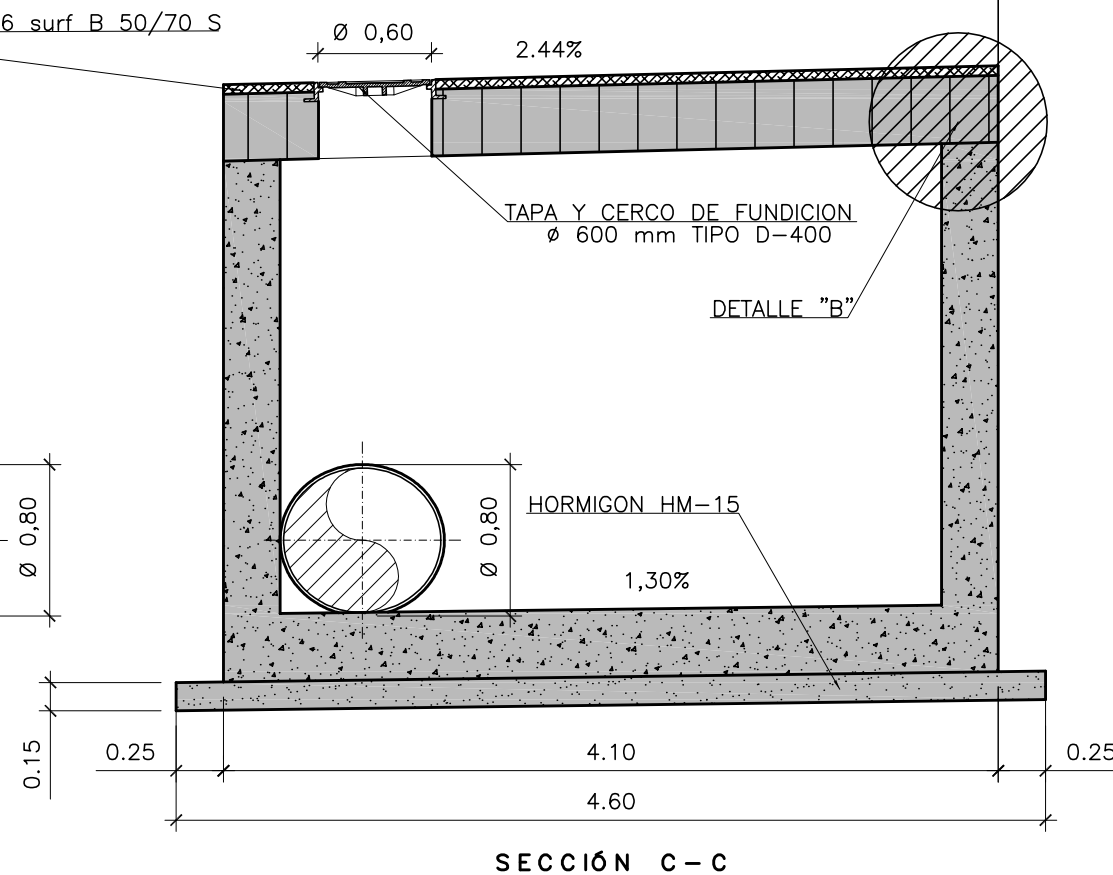 6 surf B 50/70 S
Ø 0,60
2.44%
TAPA Y CERCO DE FUNDICION
Ø 600 mm TIPO D-400
DETALLE "B"
Ø 0,80
Ø 0,80
HORMIGON HM-15
1,30%
0.15
0.25
4.10
0.25
4.60
SECCIÓN C-C